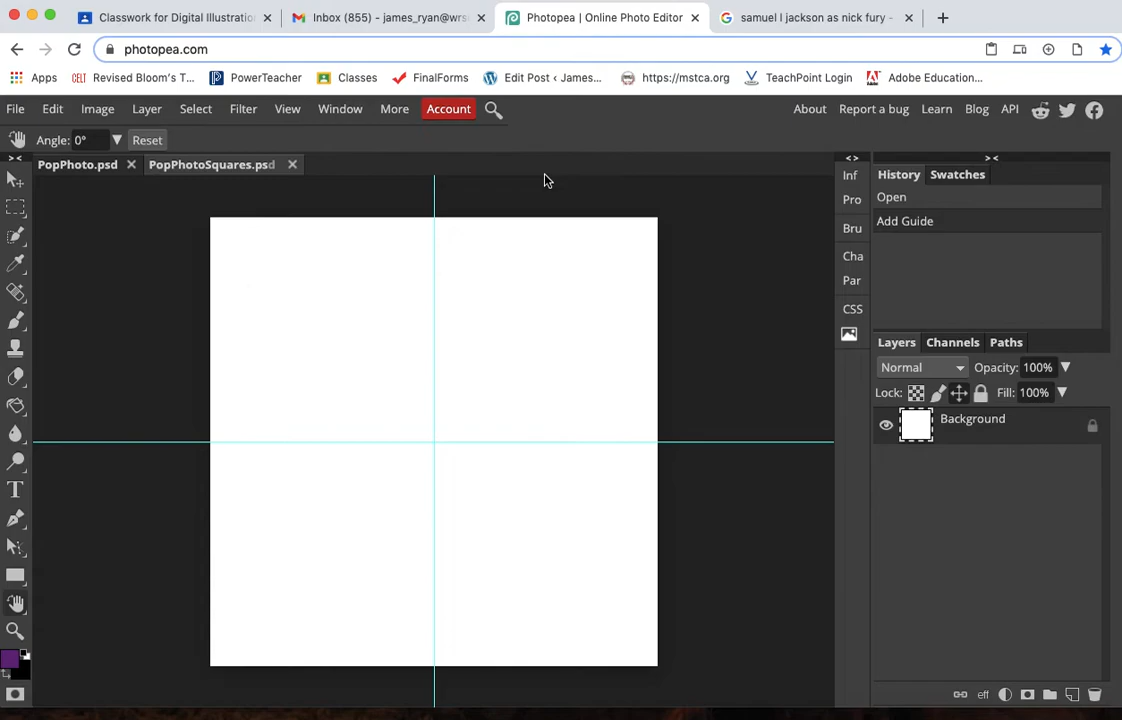 Classwork for Digital Illustratio
Inbox (855) - james_ryan@wrs
Photopea | Online Photo Editor
samuel l jackson as nick fury -
photopea.com
Apps
CELT Revised Bloom's T...
PowerTeacher
Classes
FinalForms
Edit Post ‹ James...
https://mstca.org
TeachPoint Login
Adobe Education...
File Edit Image Layer Select Filter View Window More Account
About Report a bug Learn Blog API
Angle: 0° Reset
PopPhoto.psd
PopPhotoSquares.psd
Inf
Pro
Bru
Cha
Par
CSS
History Swatches
Open
Add Guide
Layers Channels Paths
Normal Opacity: 100%
Lock: Fill: 100%
Background
T
eff